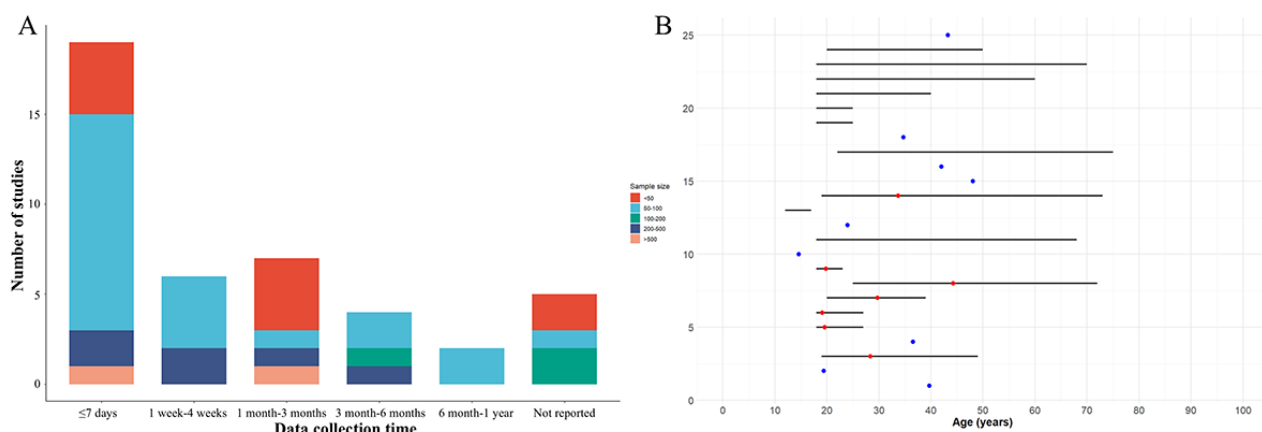 A
Number of studies
15
10
5
0
≤7 days
1 week-4 weeks
1 month-3 months
3 month-6 months
6 month-1 year
Not reported
Data collection time
Sample size
<50
50-100
100-200
200-500
>500
B
25
20
15
10
5
0
0
10
20
30
40
50
60
70
80
90
100
Age (years)